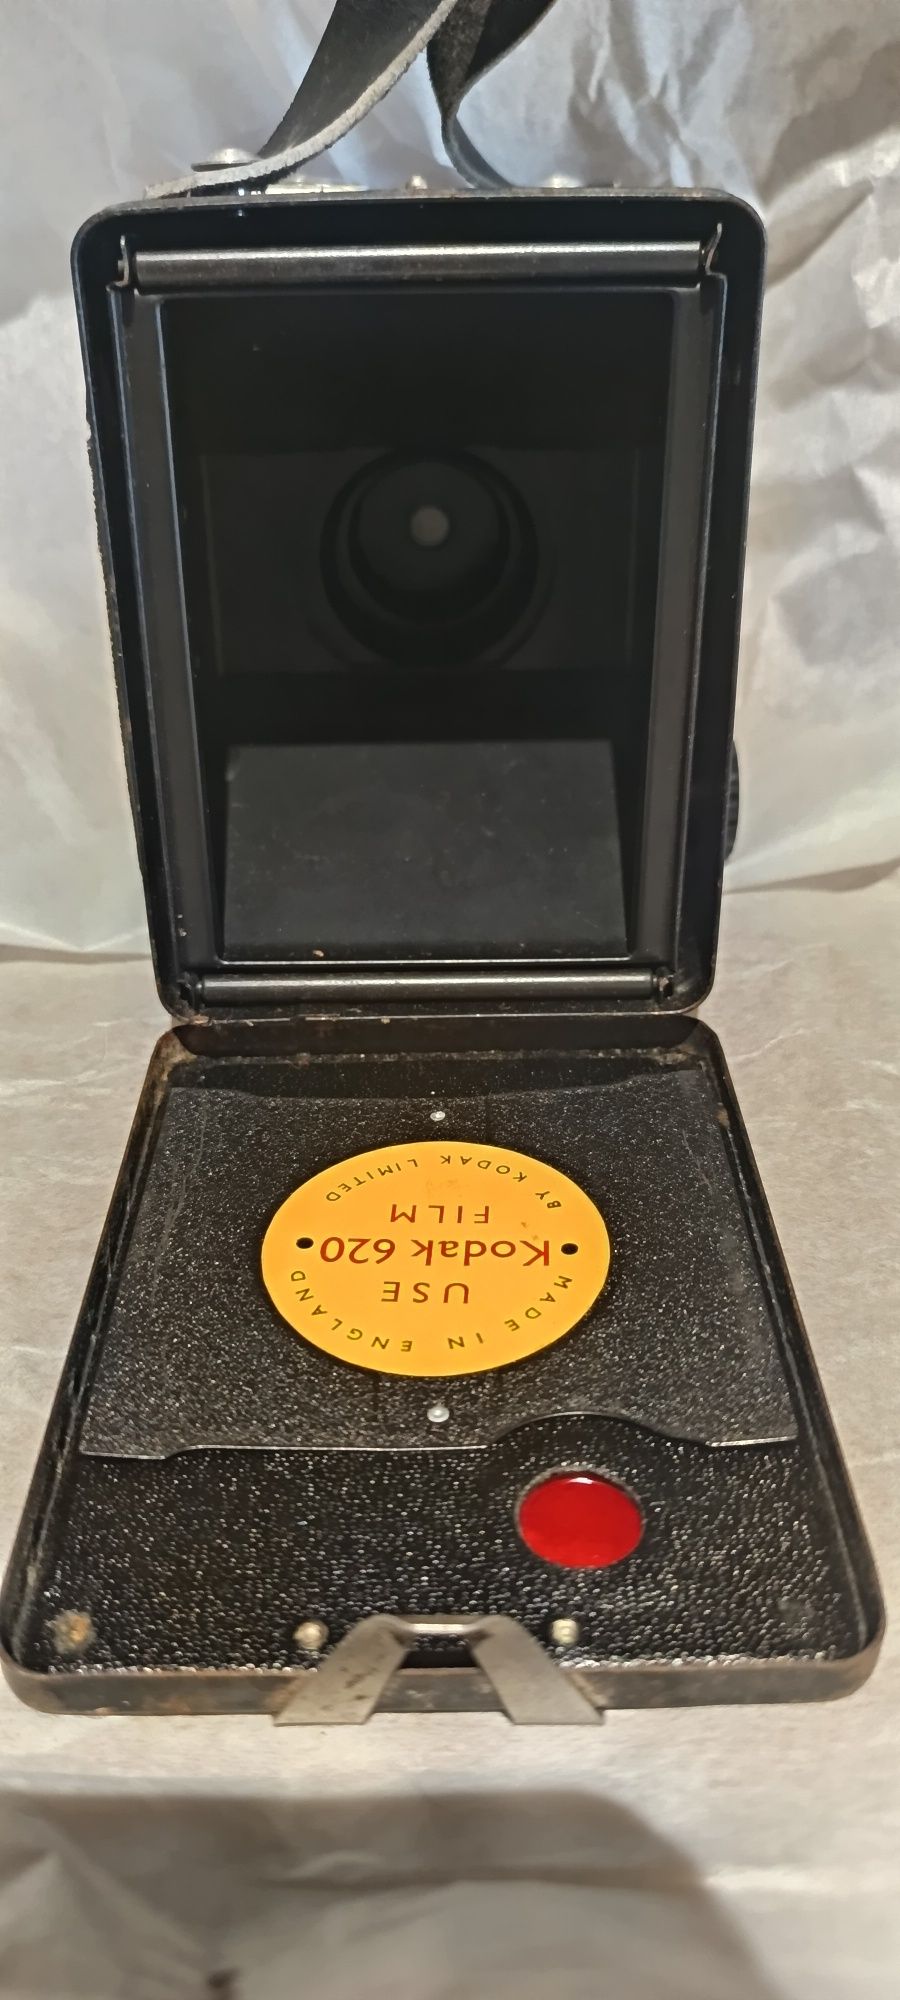 MADE IN ENGLAND
USE
Kodak 620
FILM
BY KODAK LIMITED